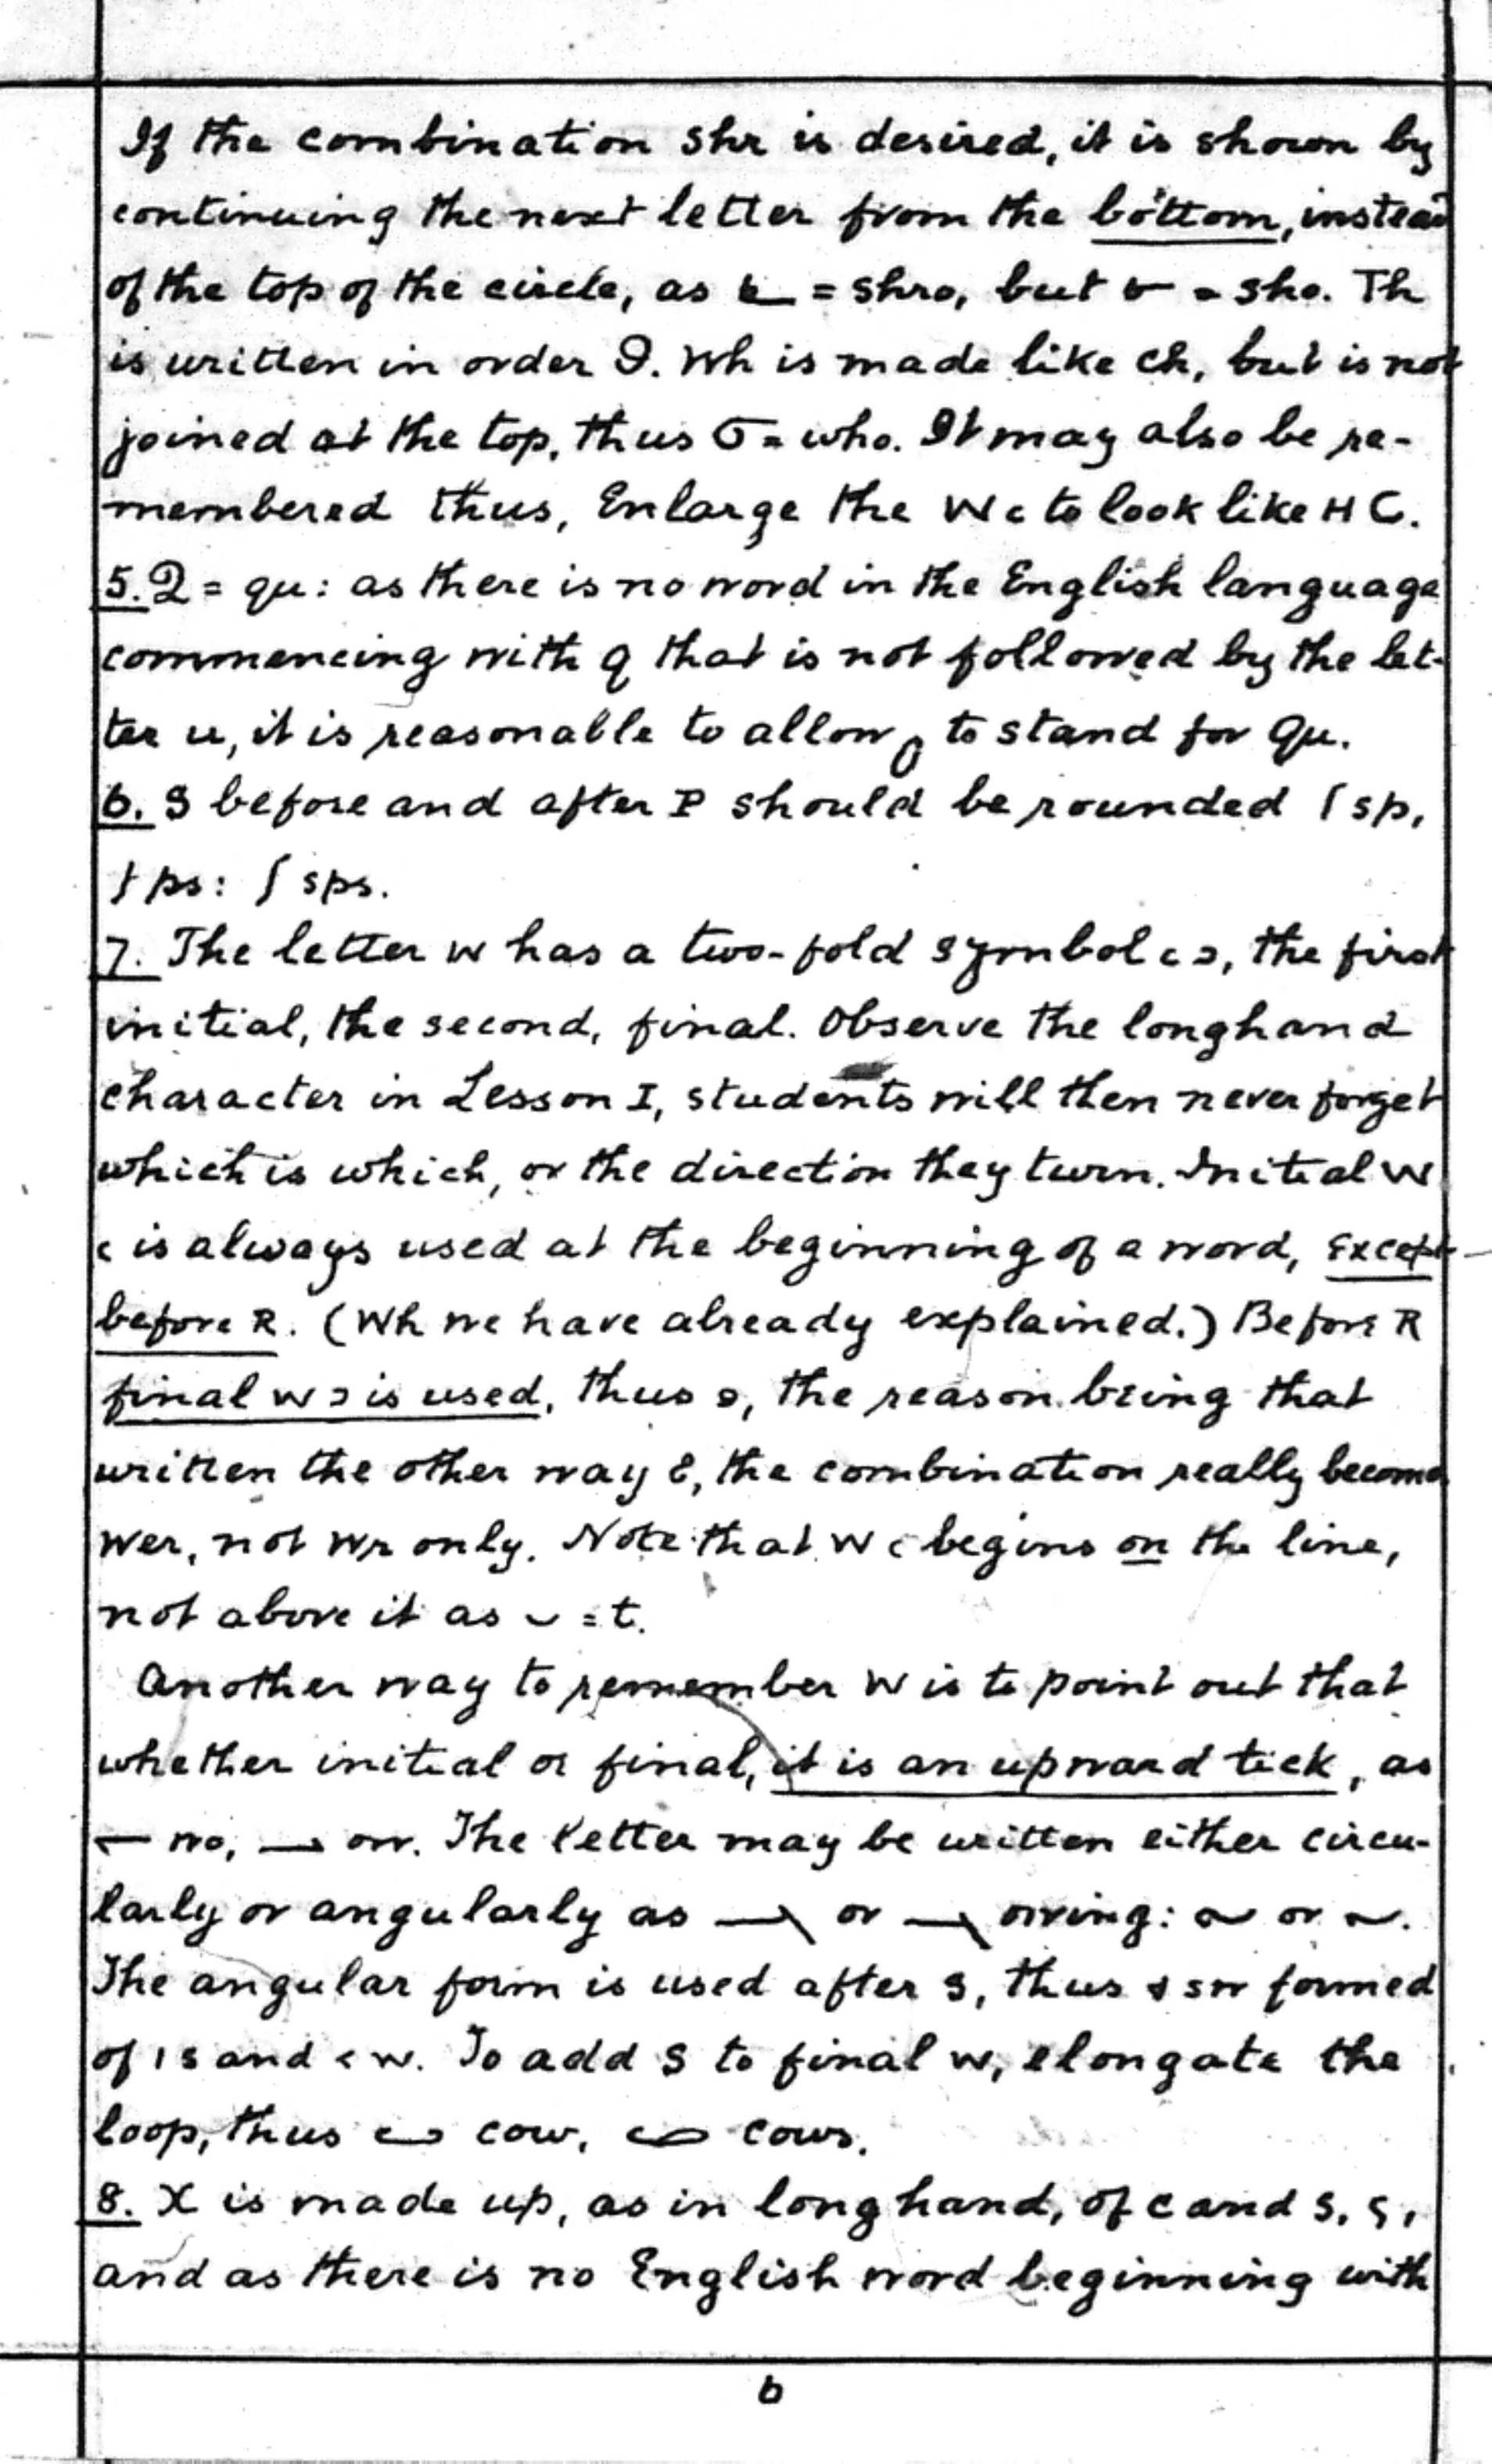 If the combination shr is desired, it is shown by
continuing the next letter from the bottom, instead
of the top of the circle, as = shro, but = sho. Th
is written in order. Wh is made like ch, but is not
joined at the top, thus = who. It may also be re-
membered thus, Enlarge the W c to look like H C.
5. Q = qu: as there is no word in the English language
commencing with q that is not followed by the let-
ter u, it is reasonable to allow to stand for Qu.
6. S before and after P should be rounded sp,
ps: sps.
7. The letter w has a two-fold symbol c ɔ, the first
initial, the second, final. Observe the longhand
character in Lesson I, students will then never forget
which is which, or the direction they turn. Initial W
c is always used at the beginning of a word, except
before R. (Wh we have already explained.) Before R
final w ɔ is used, thus, the reason being that
written the other way, the combination really becomes
wer, not wr only. Note that W c begins on the line,
not above it as ⌣ = t.
Another way to remember W is to point out that
whether initial or final, it is an upward tick, as
wo, ow. The letter may be written either circu-
larly or angularly as or owing: or.
The angular form is used after s, thus sw formed
of ı s and < w. To add S to final w, elongate the
loop, thus cow, cows.
8. X is made up, as in longhand, of c and s,
and as there is no English word beginning with
6